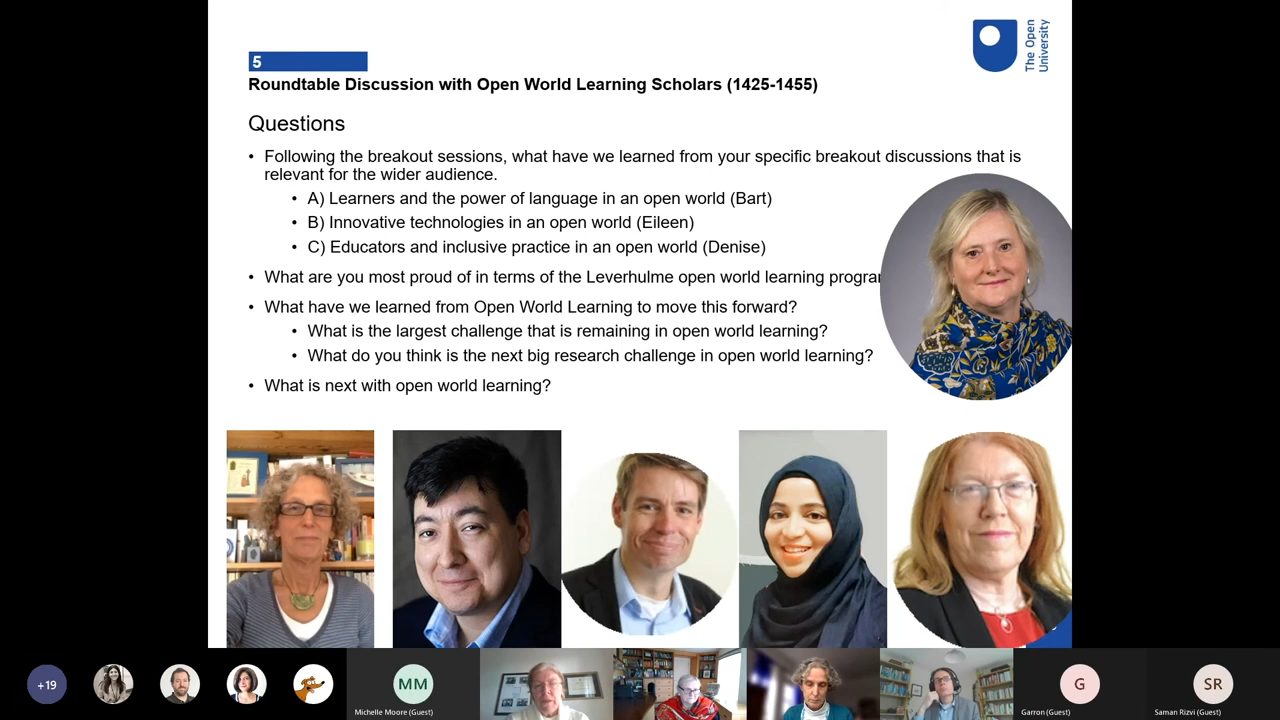 The Open
University
5
Roundtable Discussion with Open World Learning Scholars (1425-1455)
Questions
• Following the breakout sessions, what have we learned from your specific breakout discussions that is
relevant for the wider audience.
• A) Learners and the power of language in an open world (Bart)
• B) Innovative technologies in an open world (Eileen)
• C) Educators and inclusive practice in an open world (Denise)
• What are you most proud of in terms of the Leverhulme open world learning program
• What have we learned from Open World Learning to move this forward?
• What is the largest challenge that is remaining in open world learning?
• What do you think is the next big research challenge in open world learning?
• What is next with open world learning?
+19
MM
Michelle Moore (Guest)
G
Garron (Guest)
SR
Saman Rizvi (Guest)